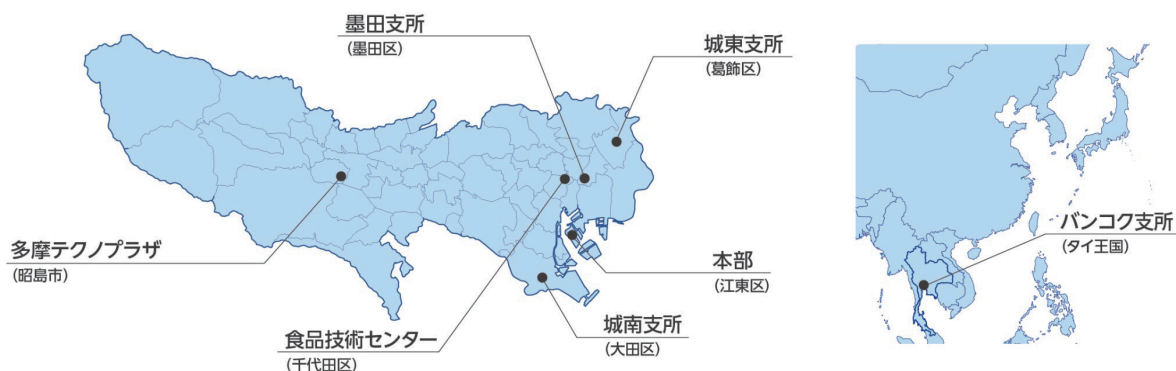 墨田支所
(墨田区)
城東支所
(葛飾区)
多摩テクノプラザ
(昭島市)
本部
(江東区)
食品技術センター
(千代田区)
城南支所
(大田区)
バンコク支所
(タイ王国)